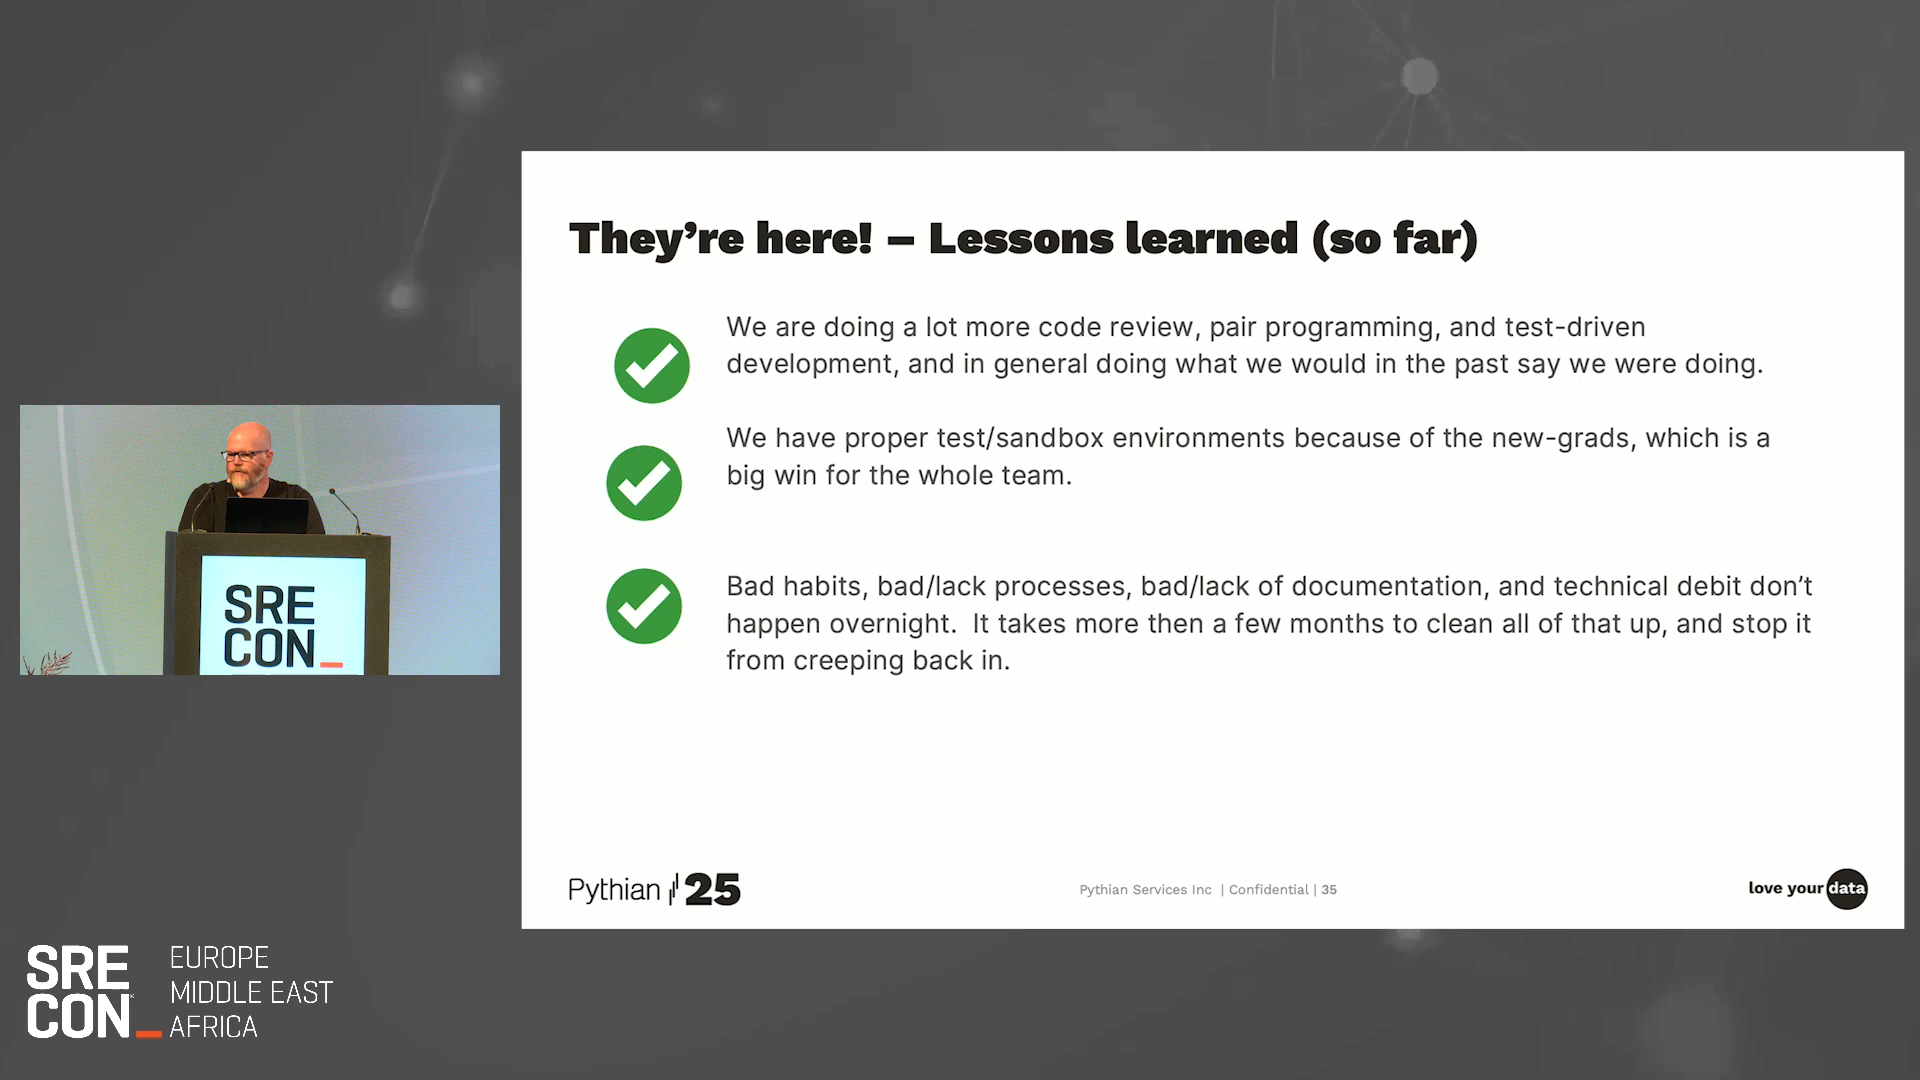 They’re here! – Lessons learned (so far)
We are doing a lot more code review, pair programming, and test-driven
development, and in general doing what we would in the past say we were doing.
We have proper test/sandbox environments because of the new-grads, which is a
big win for the whole team.
Bad habits, bad/lack processes, bad/lack of documentation, and technical debit don’t
happen overnight.  It takes more then a few months to clean all of that up, and stop it
from creeping back in.
Pythian 25
Pythian Services Inc | Confidential | 35
love your data
SRE
CON_
SRE
CON_
EUROPE
MIDDLE EAST
AFRICA